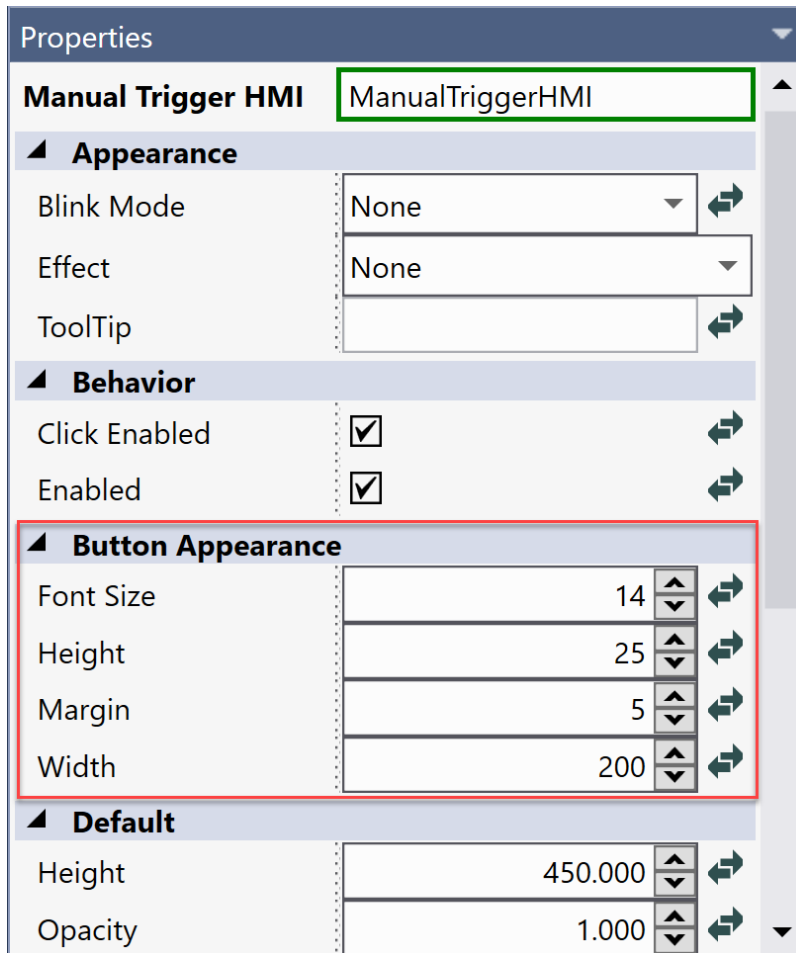 Properties
Manual Trigger HMI ManualTriggerHMI
Appearance
Blink Mode None
Effect None
ToolTip
Behavior
Click Enabled
Enabled
Button Appearance
Font Size 14
Height 25
Margin 5
Width 200
Default
Height 450.000
Opacity 1.000